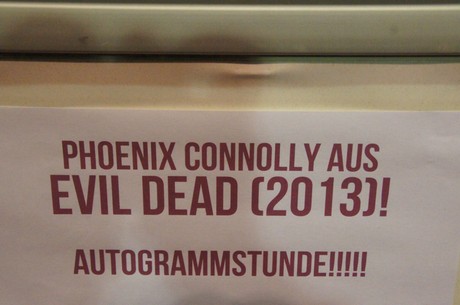 PHOENIX CONNOLLY AUS
EVIL DEAD (2013)!
AUTOGRAMMSTUNDE!!!!!